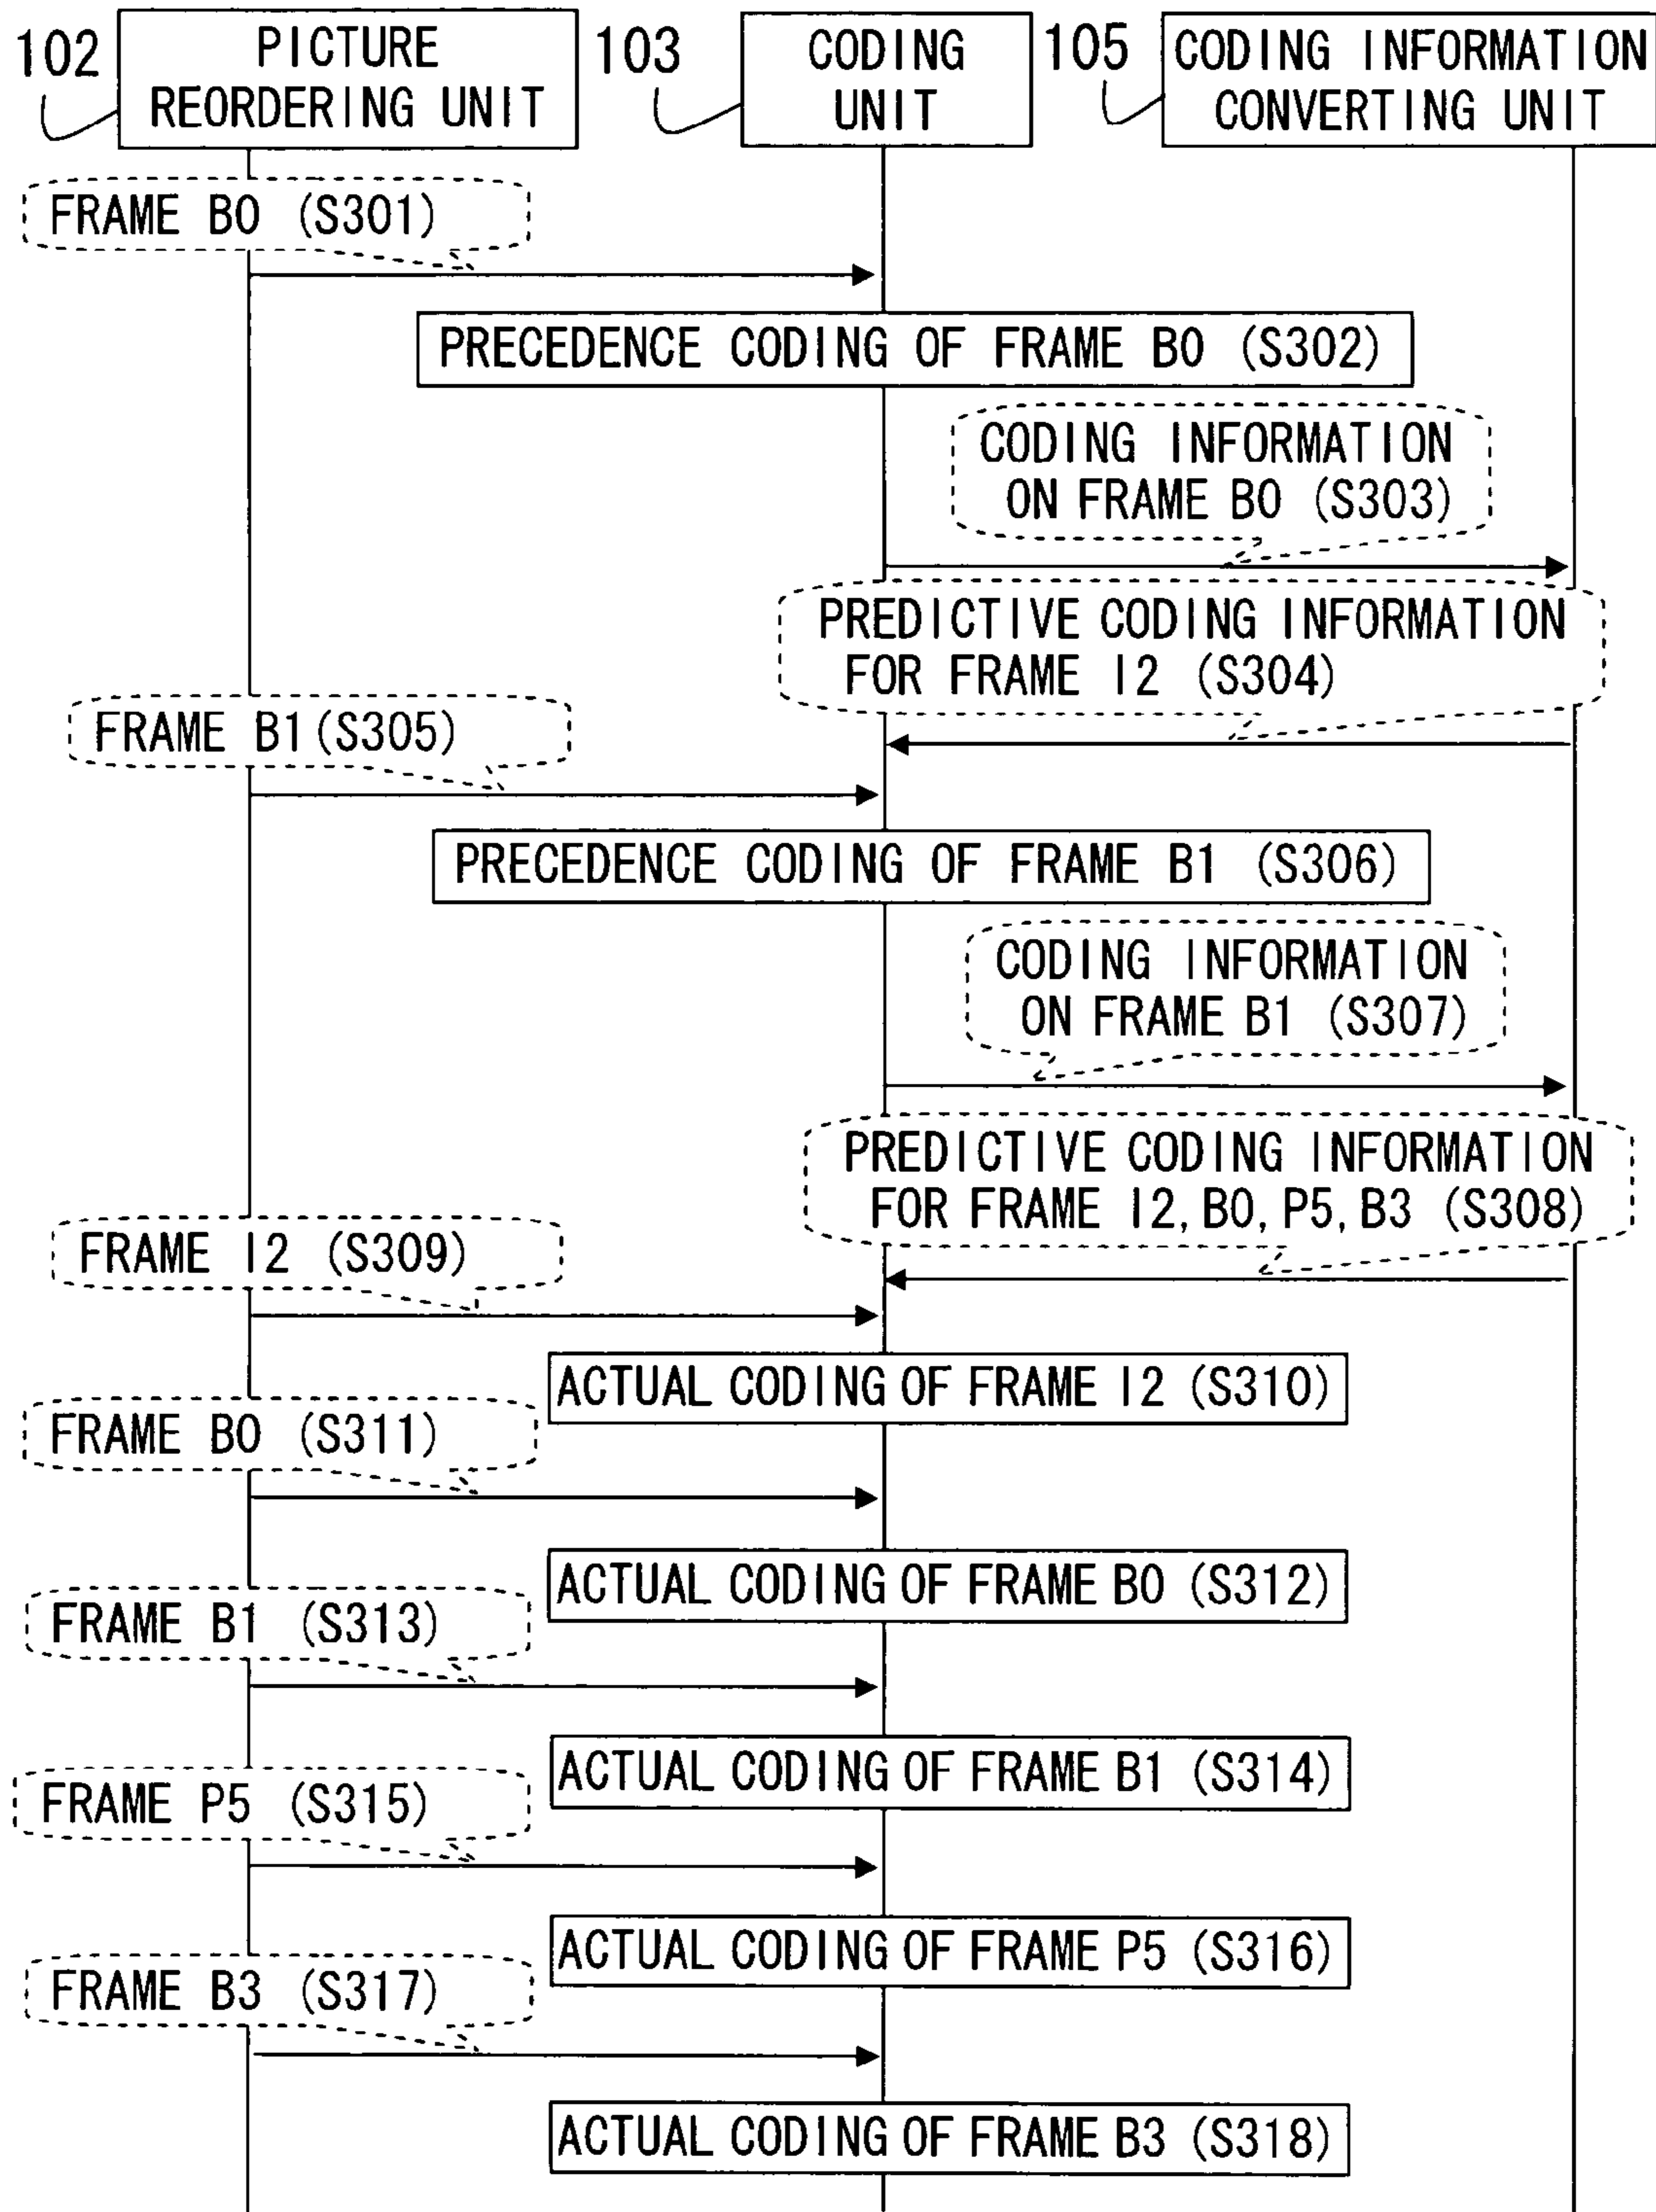 102
PICTURE
REORDERING UNIT
103
CODING
UNIT
105
CODING INFORMATION
CONVERTING UNIT
FRAME B0 (S301)
PRECEDENCE CODING OF FRAME B0 (S302)
CODING INFORMATION
ON FRAME B0 (S303)
PREDICTIVE CODING INFORMATION
FOR FRAME I2 (S304)
FRAME B1 (S305)
PRECEDENCE CODING OF FRAME B1 (S306)
CODING INFORMATION
ON FRAME B1 (S307)
PREDICTIVE CODING INFORMATION
FOR FRAME I2, B0, P5, B3 (S308)
FRAME I2 (S309)
ACTUAL CODING OF FRAME I2 (S310)
FRAME B0 (S311)
ACTUAL CODING OF FRAME B0 (S312)
FRAME B1 (S313)
ACTUAL CODING OF FRAME B1 (S314)
FRAME P5 (S315)
ACTUAL CODING OF FRAME P5 (S316)
FRAME B3 (S317)
ACTUAL CODING OF FRAME B3 (S318)